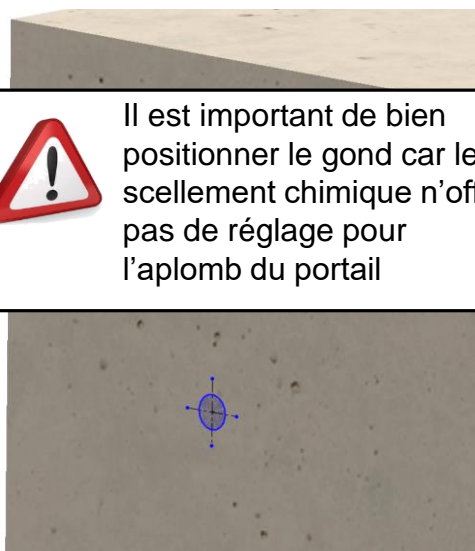 Il est important de bien
positionner le gond car le
scellement chimique
pas de réglage pour
l’aplomb du portail